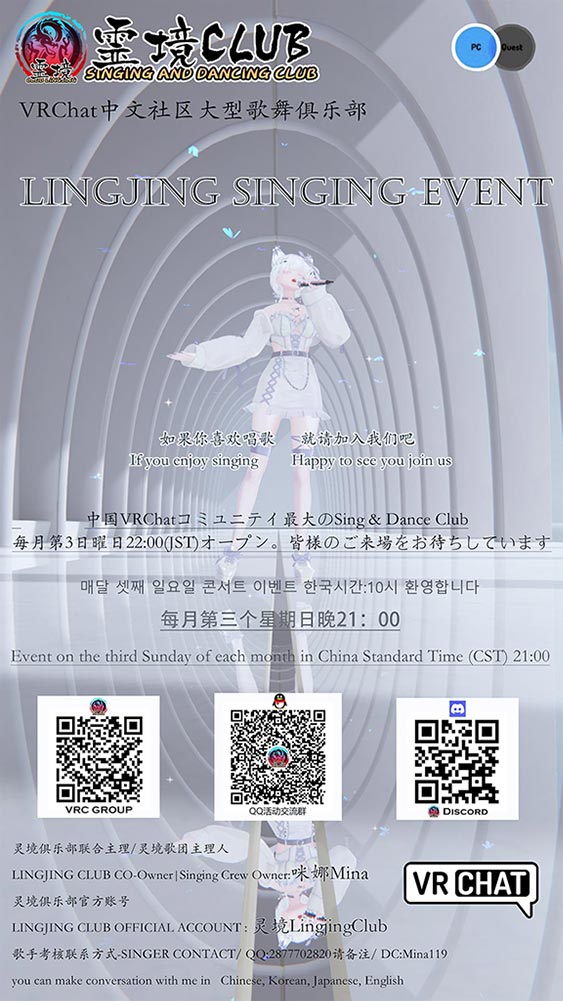 霊境CLUB
SINGING AND DANCING CLUB
霊境
PC Quest
VRChat中文社区大型歌舞俱乐部
LINGJING SINGING EVENT
如果你喜欢唱歌 就请加入我们吧
If you enjoy singing Happy to see you join us
中国VRChatコミュニテイ最大のSing & Dance Club
毎月第3日曜日22:00(JST)オープン。皆様のご来場をお待ちしています
매달 셋째 일요일 콘서트 이벤트 한국시간:10시 환영합니다
每月第三个星期日晚21：00
Event on the third Sunday of each month in China Standard Time (CST) 21:00
VRC GROUP
QQ活动交流群
DISCORD
灵境俱乐部联合主理/灵境歌团主理人
LINGJING CLUB CO-Owner|Singing Crew Owner:咪娜Mina
灵境俱乐部官方账号
LINGJING CLUB OFFICIAL ACCOUNT : 灵境LingjingClub
歌手考核联系方式-SINGER CONTACT/ QQ:2877702820请备注/ DC:Mina119
you can make conversation with me in Chinese, Korean, Japanese, English
VRCHAT